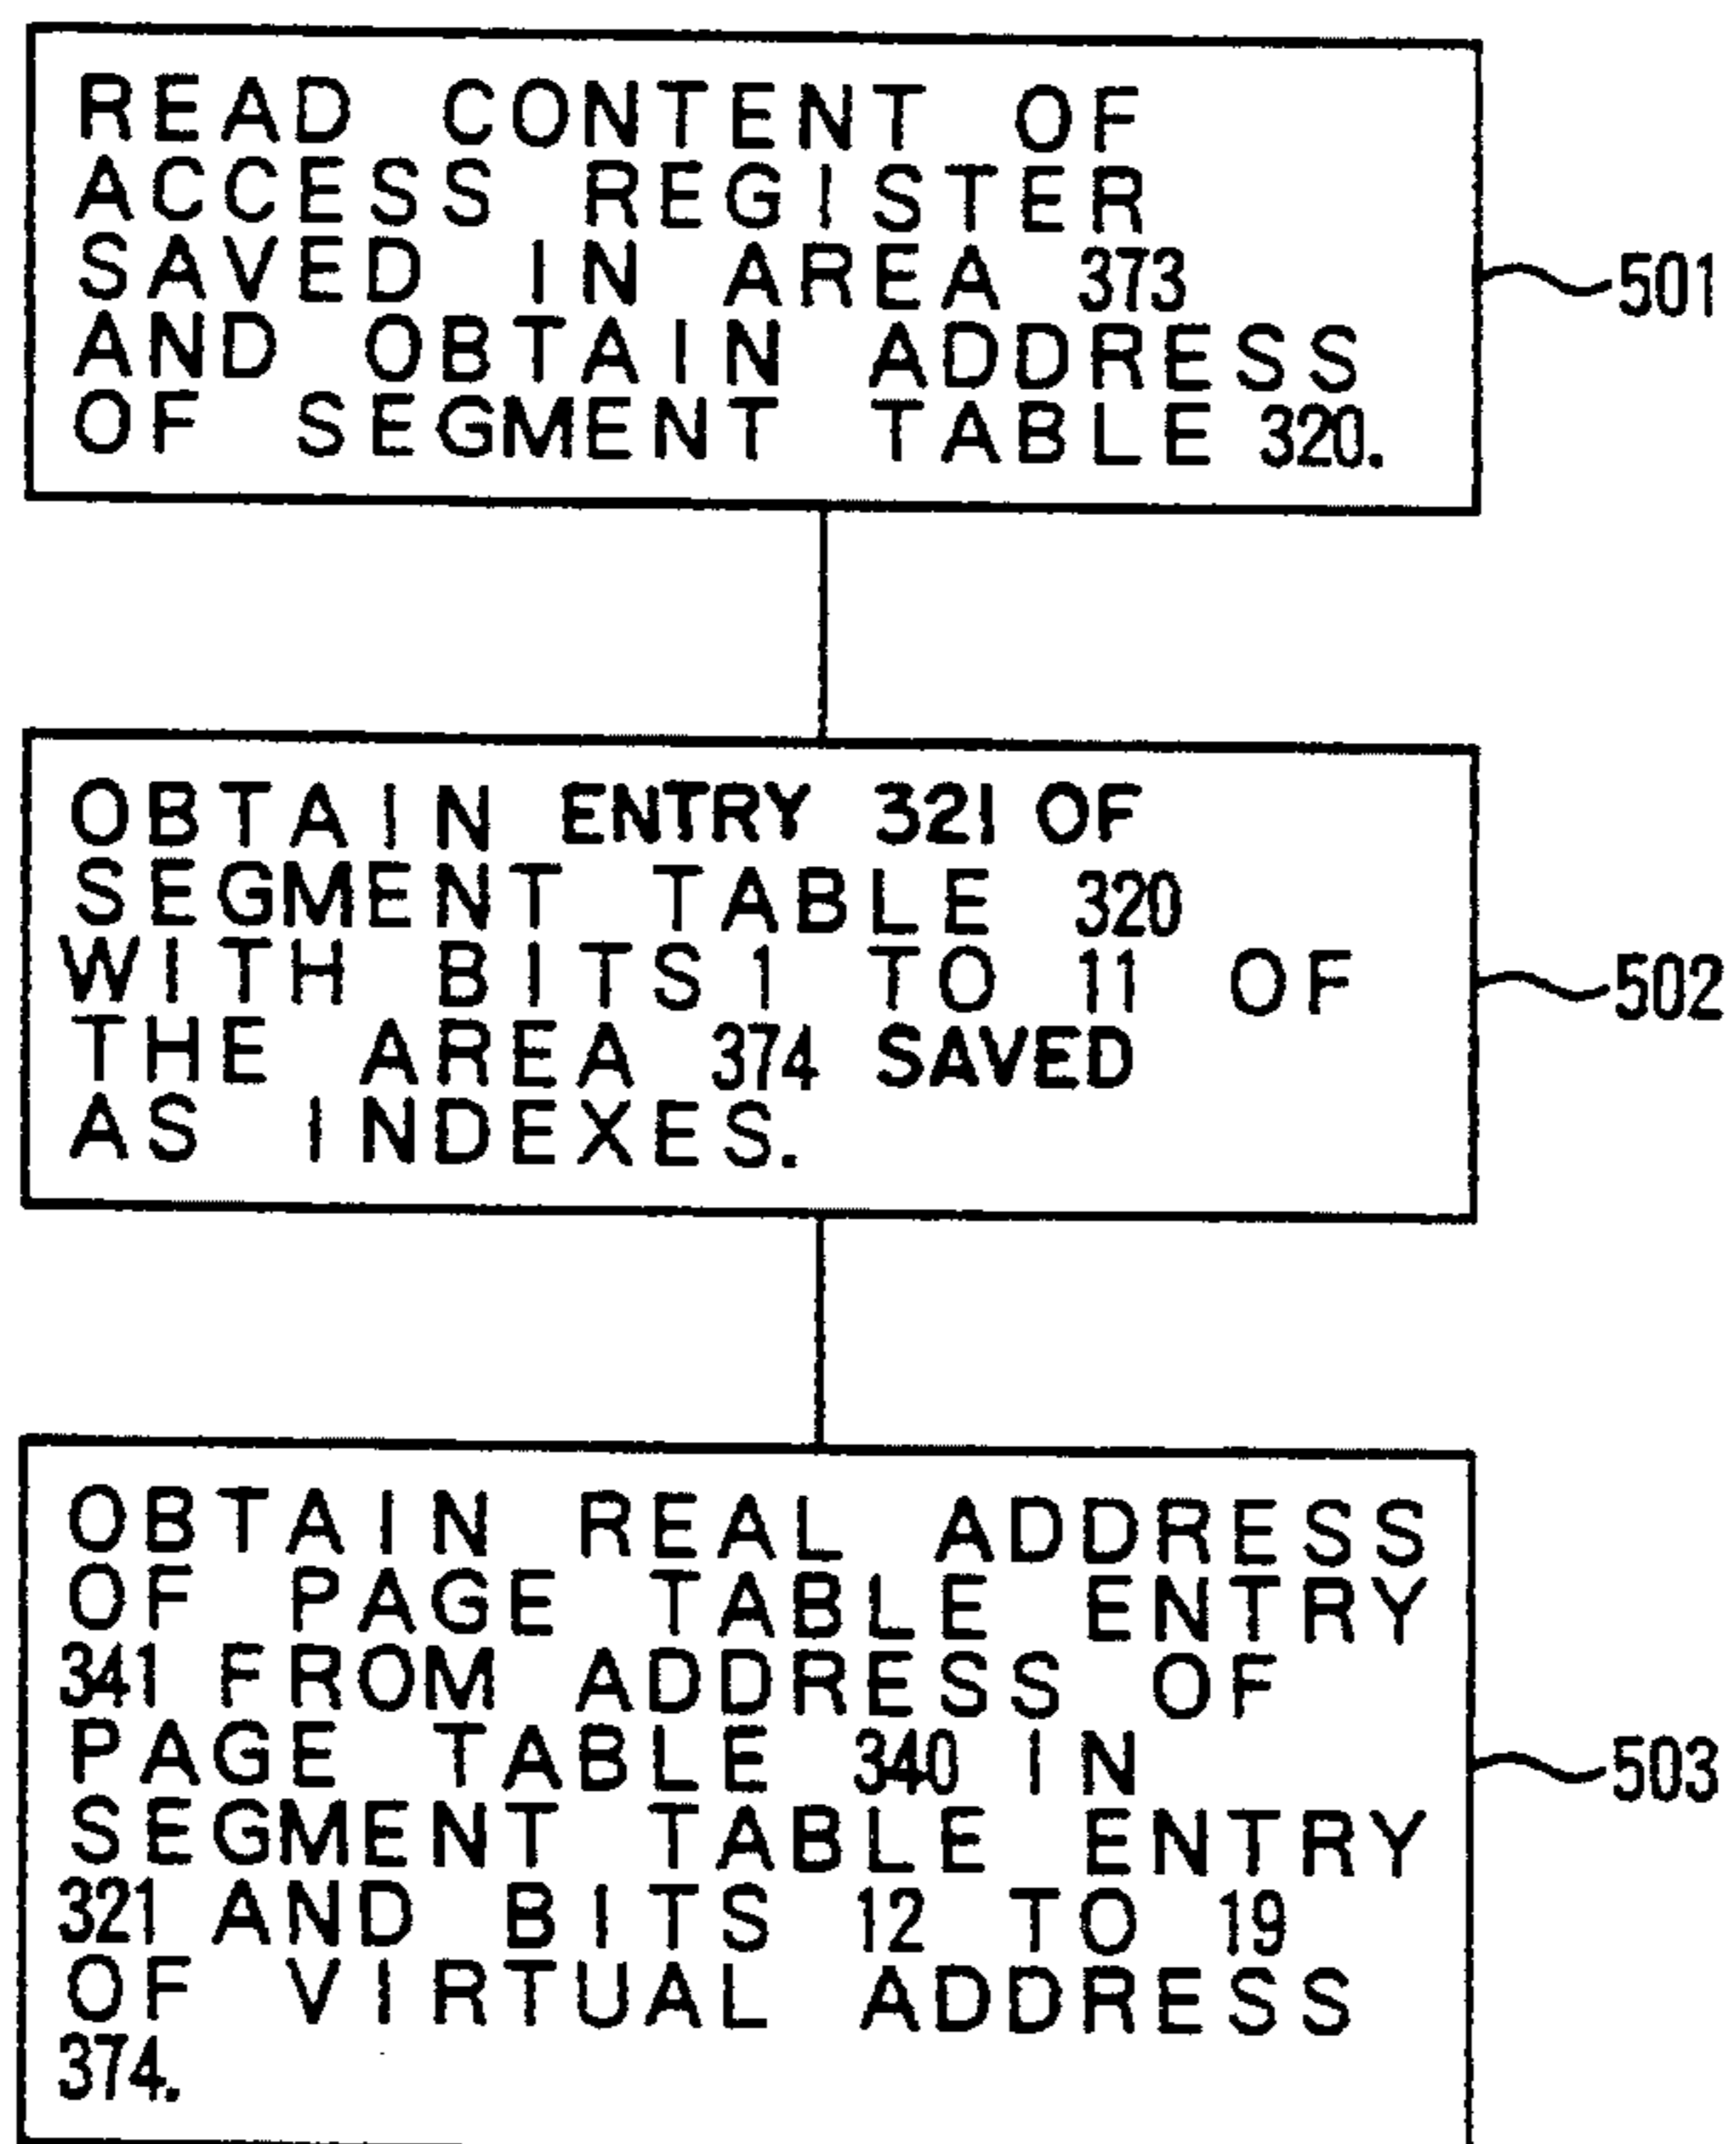 READ CONTENT OF
ACCESS REGISTER
SAVED IN AREA 373
AND OBTAIN ADDRESS
OF SEGMENT TABLE 320.
501
OBTAIN ENTRY 321 OF
SEGMENT TABLE 320
WITH BITS 1 TO 11 OF
THE AREA 374 SAVED
AS INDEXES.
502
OBTAIN REAL ADDRESS
OF PAGE TABLE ENTRY
341 FROM ADDRESS OF
PAGE TABLE 340 IN
SEGMENT TABLE ENTRY
321 AND BITS 12 TO 19
OF VIRTUAL ADDRESS
374.
503